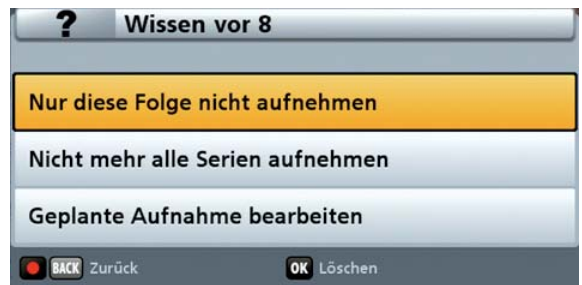 ? Wissen vor 8
Nur diese Folge nicht aufnehmen
Nicht mehr alle Serien aufnehmen
Geplante Aufnahme bearbeiten
BACK Zurück OK Löschen